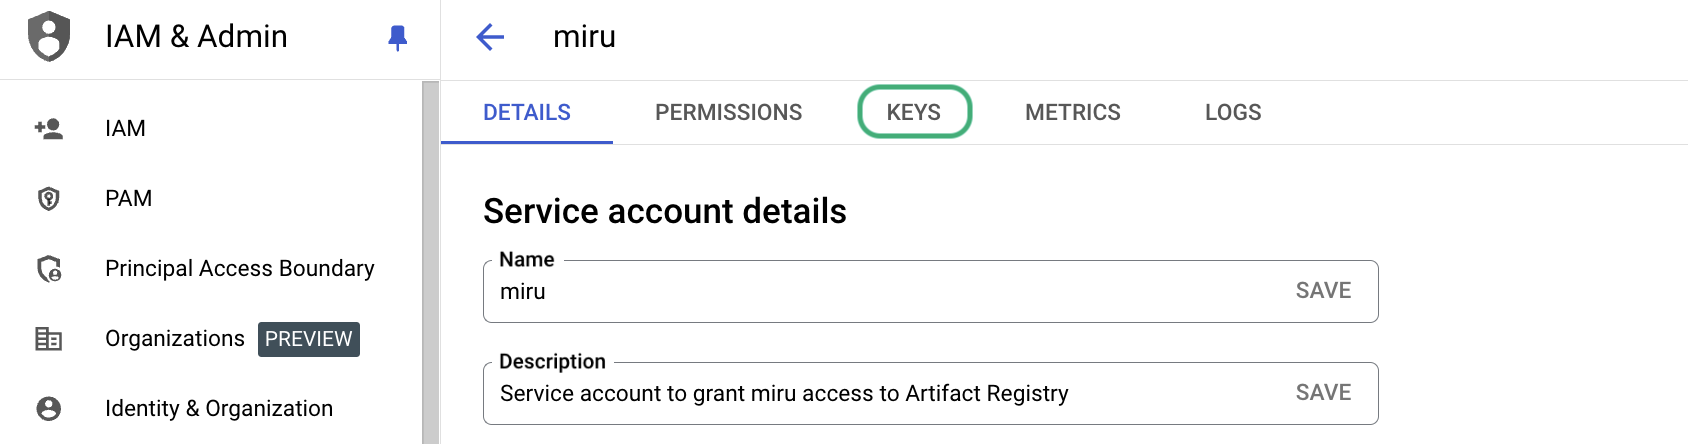 IAM & Admin
miru
IAM
PAM
Principal Access Boundary
Organizations PREVIEW
Identity & Organization
DETAILS PERMISSIONS KEYS METRICS LOGS
Service account details
Name
miru SAVE
Description
Service account to grant miru access to Artifact Registry SAVE